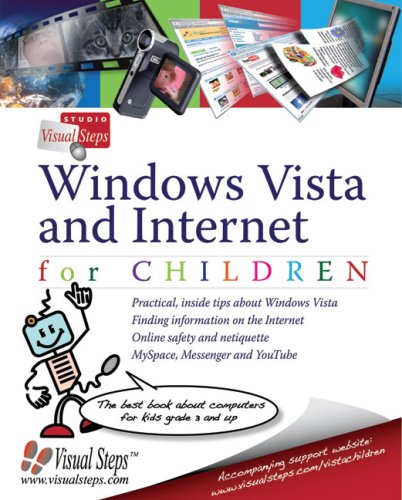 STUDIO
Visual Steps
Windows Vista
and Internet
for CHILDREN
Practical, inside tips about Windows Vista
Finding information on the Internet
Online safety and netiquette
MySpace, Messenger and YouTube
The best book about computers
for kids grade 3 and up
Visual Steps™
www.visualsteps.com
Accompanying support website:
www.visualsteps.com/vistachildren